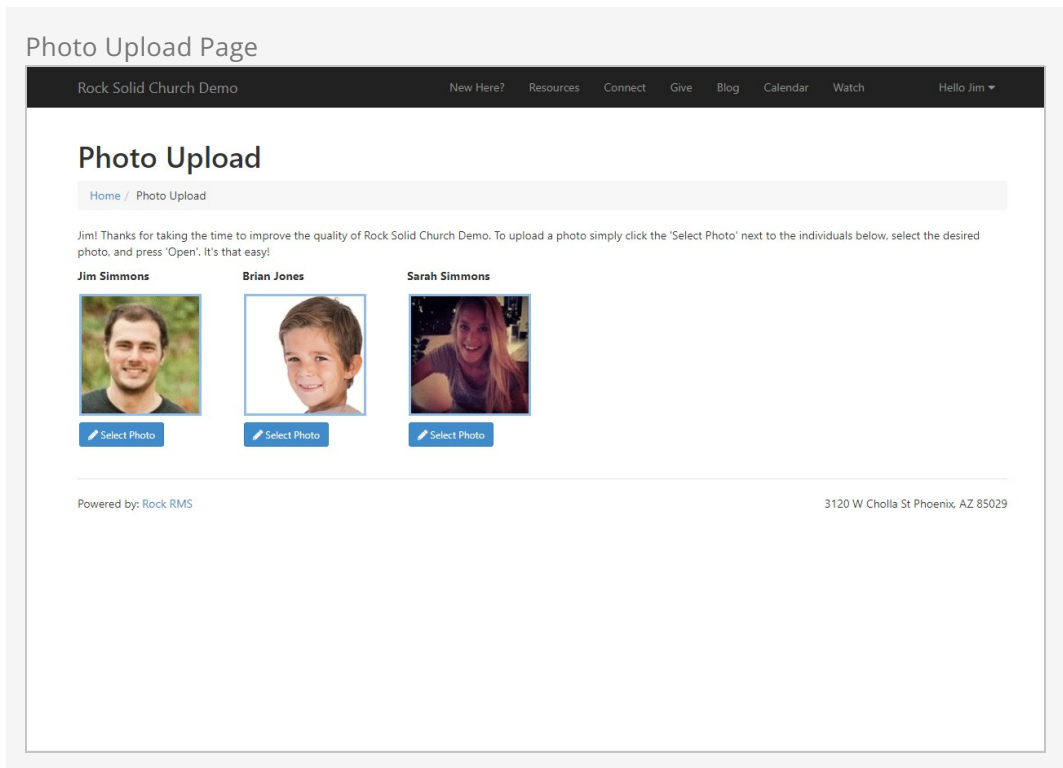 Photo Upload Page
Rock Solid Church Demo New Here? Resources Connect Give Blog Calendar Watch Hello Jim
Photo Upload
Home / Photo Upload
Jim! Thanks for taking the time to improve the quality of Rock Solid Church Demo. To upload a photo simply click the 'Select Photo' next to the individuals below, select the desired
photo, and press 'Open'. It's that easy!
Jim Simmons Brian Jones Sarah Simmons
Select Photo Select Photo Select Photo
Powered by: Rock RMS 3120 W Cholla St Phoenix, AZ 85029